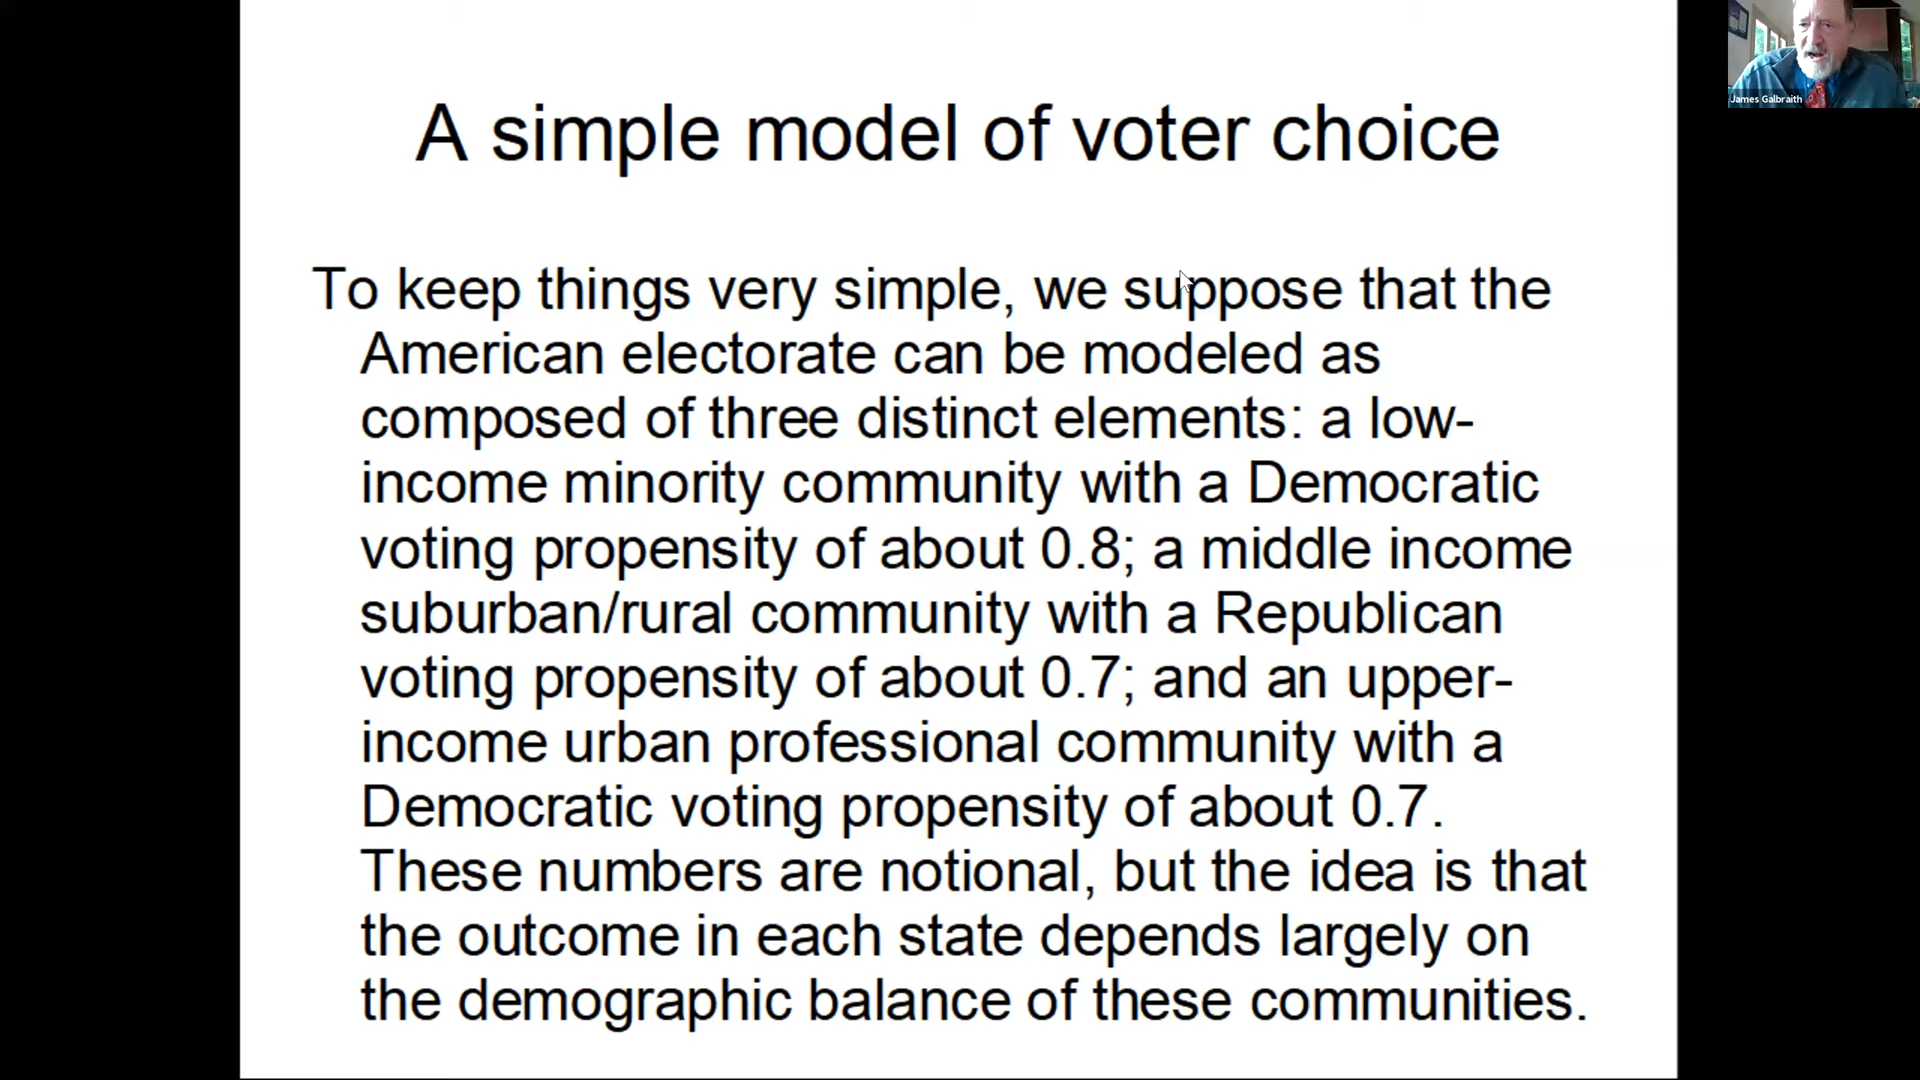 A simple model of voter choice
To keep things very simple, we suppose that the
American electorate can be modeled as
composed of three distinct elements: a low-
income minority community with a Democratic
voting propensity of about 0.8; a middle income
suburban/rural community with a Republican
voting propensity of about 0.7; and an upper-
income urban professional community with a
Democratic voting propensity of about 0.7.
These numbers are notional, but the idea is that
the outcome in each state depends largely on
the demographic balance of these communities.
James Galbraith